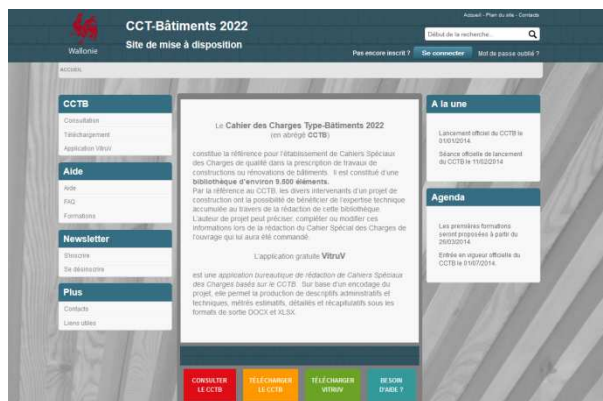 Accueil - Plan du site - Contacts
CCT-Bâtiments 2022
Site de mise à disposition
Wallonie
Début de la recherche...
Pas encore inscrit ?
Se connecter
Mot de passe oublié ?
ACCUEIL
CCTB
Consultation
Téléchargement
Application VitruV
Aide
Aide
FAQ
Formations
Newsletter
S'inscrire
Se désinscrire
Plus
Contacts
Liens utiles
Le Cahier des Charges Type-Bâtiments 2022
(en abrégé CCTB)
constitue la référence pour l'établissement de Cahiers Spéciaux
des Charges de qualité dans la prescription de travaux de
constructions ou rénovations de bâtiments. Il est constitué d'une
bibliothèque d'environ 9.800 éléments.
Par la référence au CCTB, les divers intervenants d'un projet de
construction ont la possibilité de bénéficier de l'expertise technique
accumulée au travers de la rédaction de cette bibliothèque.
L'auteur de projet peut préciser, compléter ou modifier ces
informations lors de la rédaction du Cahier Spécial des Charges de
l'ouvrage qui lui aura été commandé.
L'application gratuite VitruV
est une application bureautique de rédaction de Cahiers Spéciaux
des Charges basés sur le CCTB. Sur base d'un encodage du
projet, elle permet la production de descriptifs administratifs et
techniques, métrés estimatifs, détaillés et récapitulatifs sous les
formats de sortie DOCX et XLSX.
A la une
Lancement officiel du CCTB le
01/01/2014.
Séance officielle de lancement
du CCTB le 11/02/2014
Agenda
Les premières formations
seront proposées à partir du
25/03/2014.
Entrée en vigueur officielle du
CCTB le 01/07/2014.
CONSULTER
LE CCTB
TÉLÉCHARGER
LE CCTB
TÉLÉCHARGER
VITRUV
BESOIN
D'AIDE ?